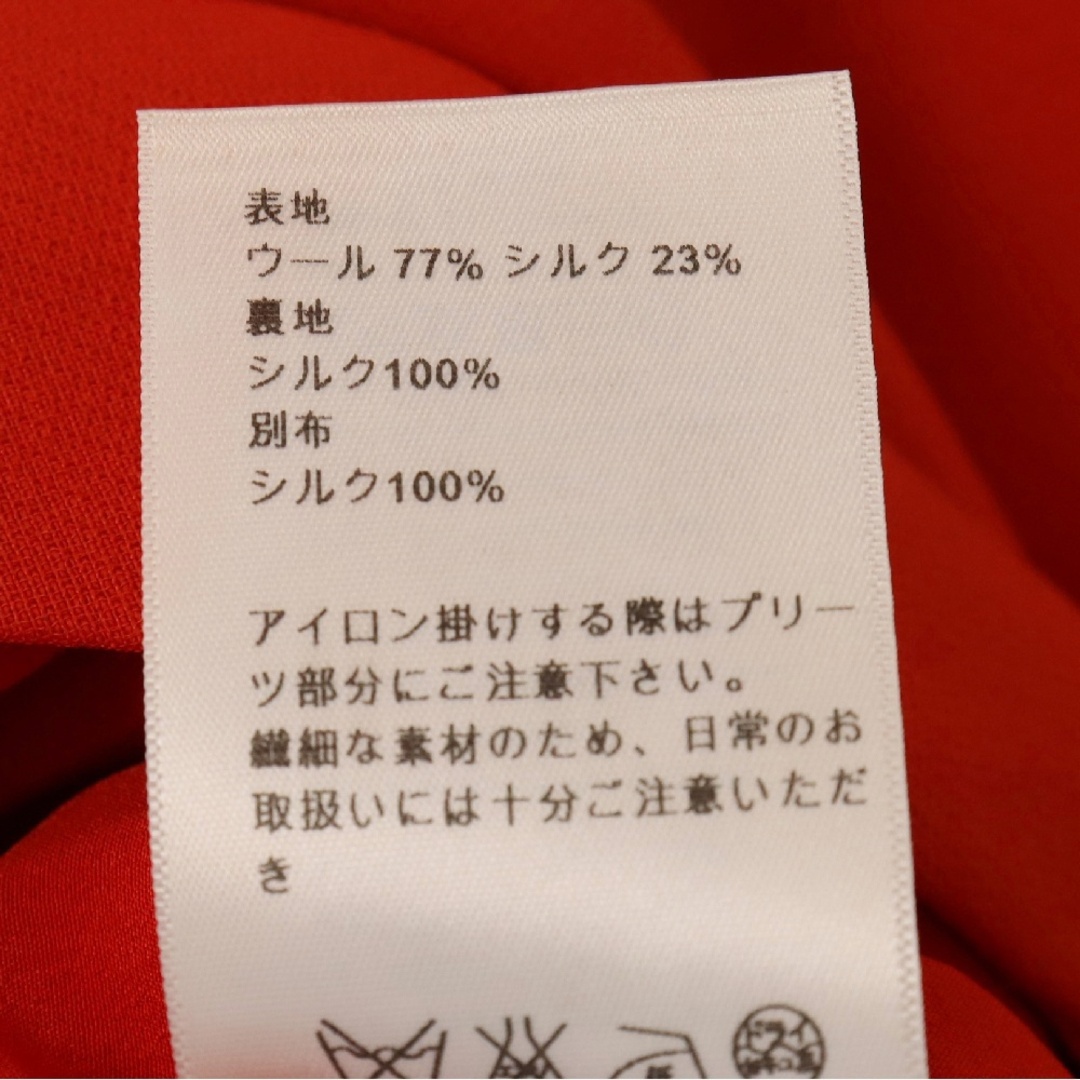 表地
ウール 77% シルク 23%
裏地
シルク100%
別布
シルク100%
アイロン掛けする際はプリー
ツ部分にご注意下さい。
繊細な素材のため、日常のお
取扱いには十分ご注意いただ
き
ドライ